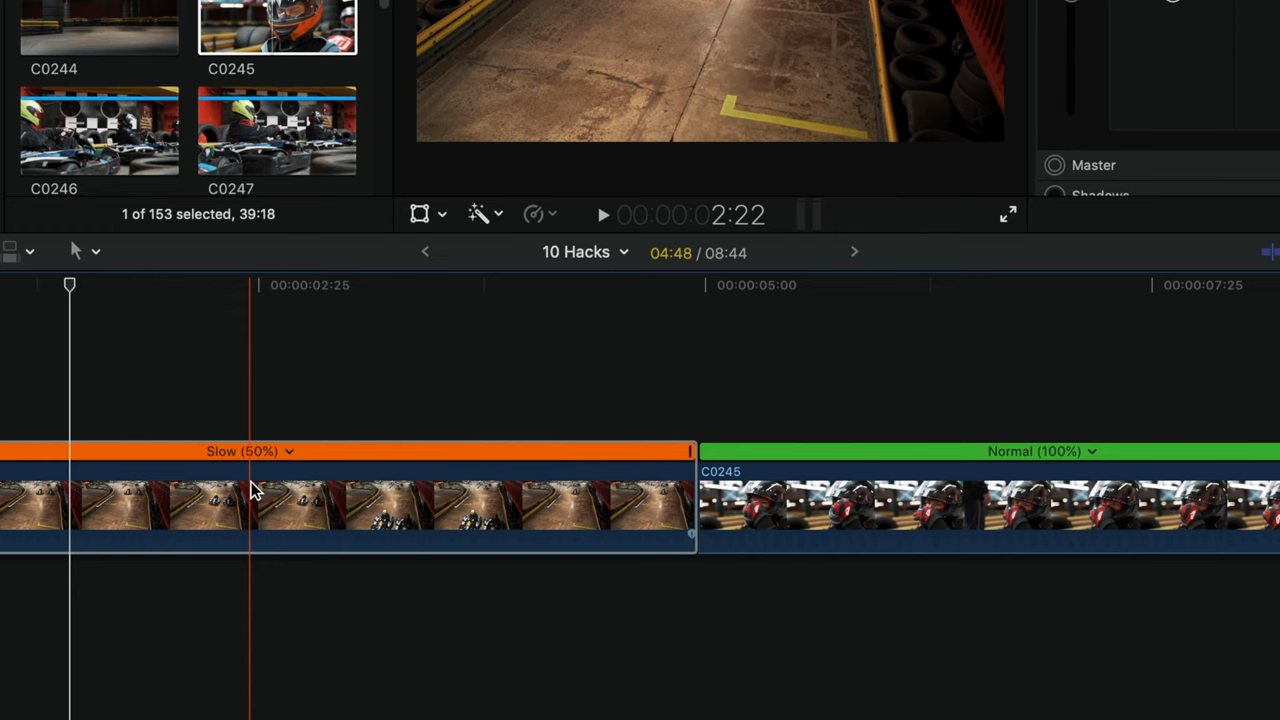 C0244
C0245
C0246
C0247
Master
Shadows
1 of 153 selected, 39:18
00:00:02:22
10 Hacks
04:48 / 08:44
00:00:02:25
00:00:05:00
00:00:07:25
Slow (50%)
Normal (100%)
C0245